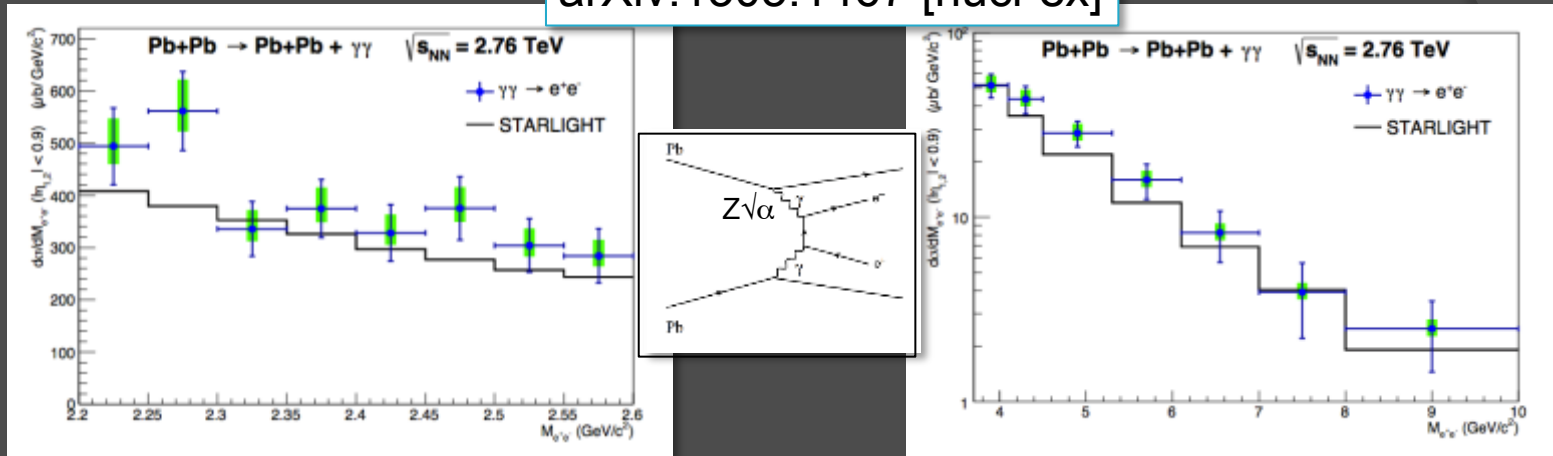 arXiv:1305.1467 [nucl-ex]
Pb+Pb → Pb+Pb + γγ √sNN = 2.76 TeV
γγ → e+e-
STARLIGHT
dσ/dMe+e- (|η1,2| < 0.9) (μb/ GeV/c²)
700
600
500
400
300
200
100
0
2.2 2.25 2.3 2.35 2.4 2.45 2.5 2.55 2.6
Me+e- (GeV/c²)
Pb
Z√α
γ
γ
Pb
Pb+Pb → Pb+Pb + γγ √sNN = 2.76 TeV
γγ → e+e-
STARLIGHT
dσ/dMe+e- (|η1,2| < 0.9) (μb/ GeV/c²)
10²
10
1
4 5 6 7 8 9 10
Me+e- (GeV/c²)